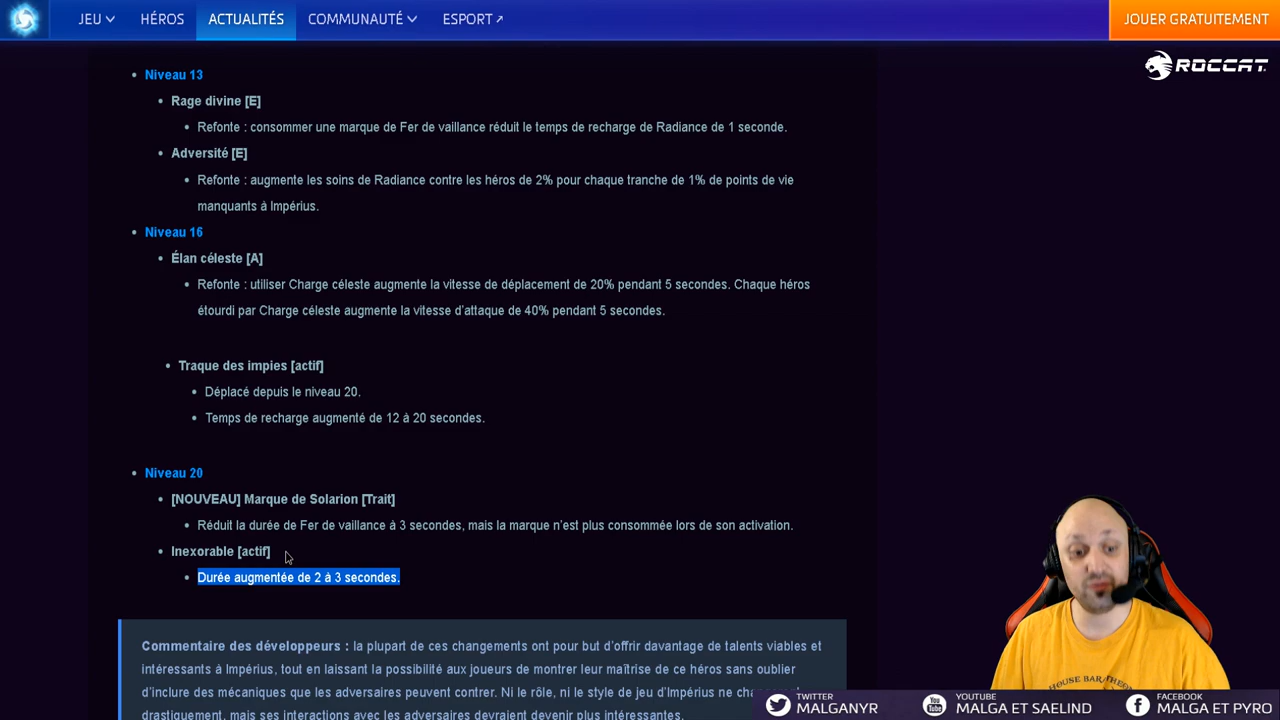 JEU HÉROS ACTUALITÉS COMMUNAUTÉ ESPORT JOUER GRATUITEMENT
ROCCAT
Niveau 13
Rage divine [E]
Refonte : consommer une marque de Fer de vaillance réduit le temps de recharge de Radiance de 1 seconde.
Adversité [E]
Refonte : augmente les soins de Radiance contre les héros de 2% pour chaque tranche de 1% de points de vie
manquants à Impérius.
Niveau 16
Élan céleste [A]
Refonte : utiliser Charge céleste augmente la vitesse de déplacement de 20% pendant 5 secondes. Chaque héros
étourdi par Charge céleste augmente la vitesse d'attaque de 40% pendant 5 secondes.
Traque des impies [actif]
Déplacé depuis le niveau 20.
Temps de recharge augmenté de 12 à 20 secondes.
Niveau 20
[NOUVEAU] Marque de Solarion [Trait]
Réduit la durée de Fer de vaillance à 3 secondes, mais la marque n'est plus consommée lors de son activation.
Inexorable [actif]
Durée augmentée de 2 à 3 secondes.
Commentaire des développeurs : la plupart de ces changements ont pour but d'offrir davantage de talents viables et
intéressants à Impérius, tout en laissant la possibilité aux joueurs de montrer leur maîtrise de ce héros sans oublier
d'inclure des mécaniques que les adversaires peuvent contrer. Ni le rôle, ni le style de jeu d'Impérius ne
drastiquement, mais ses interactions avec les adversaires devraient devenir plus intéressantes.
HOUSE
TWITTER
MALGANYR
YOUTUBE
MALGA ET SAELIND
FACEBOOK
MALGA ET PYRO